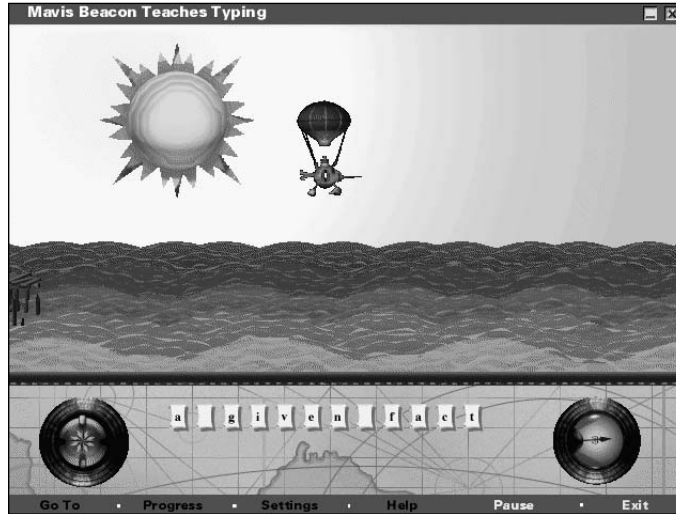 Mavis Beacon Teaches Typing
a given fact
Go To · Progress · Settings · Help Pause · Exit